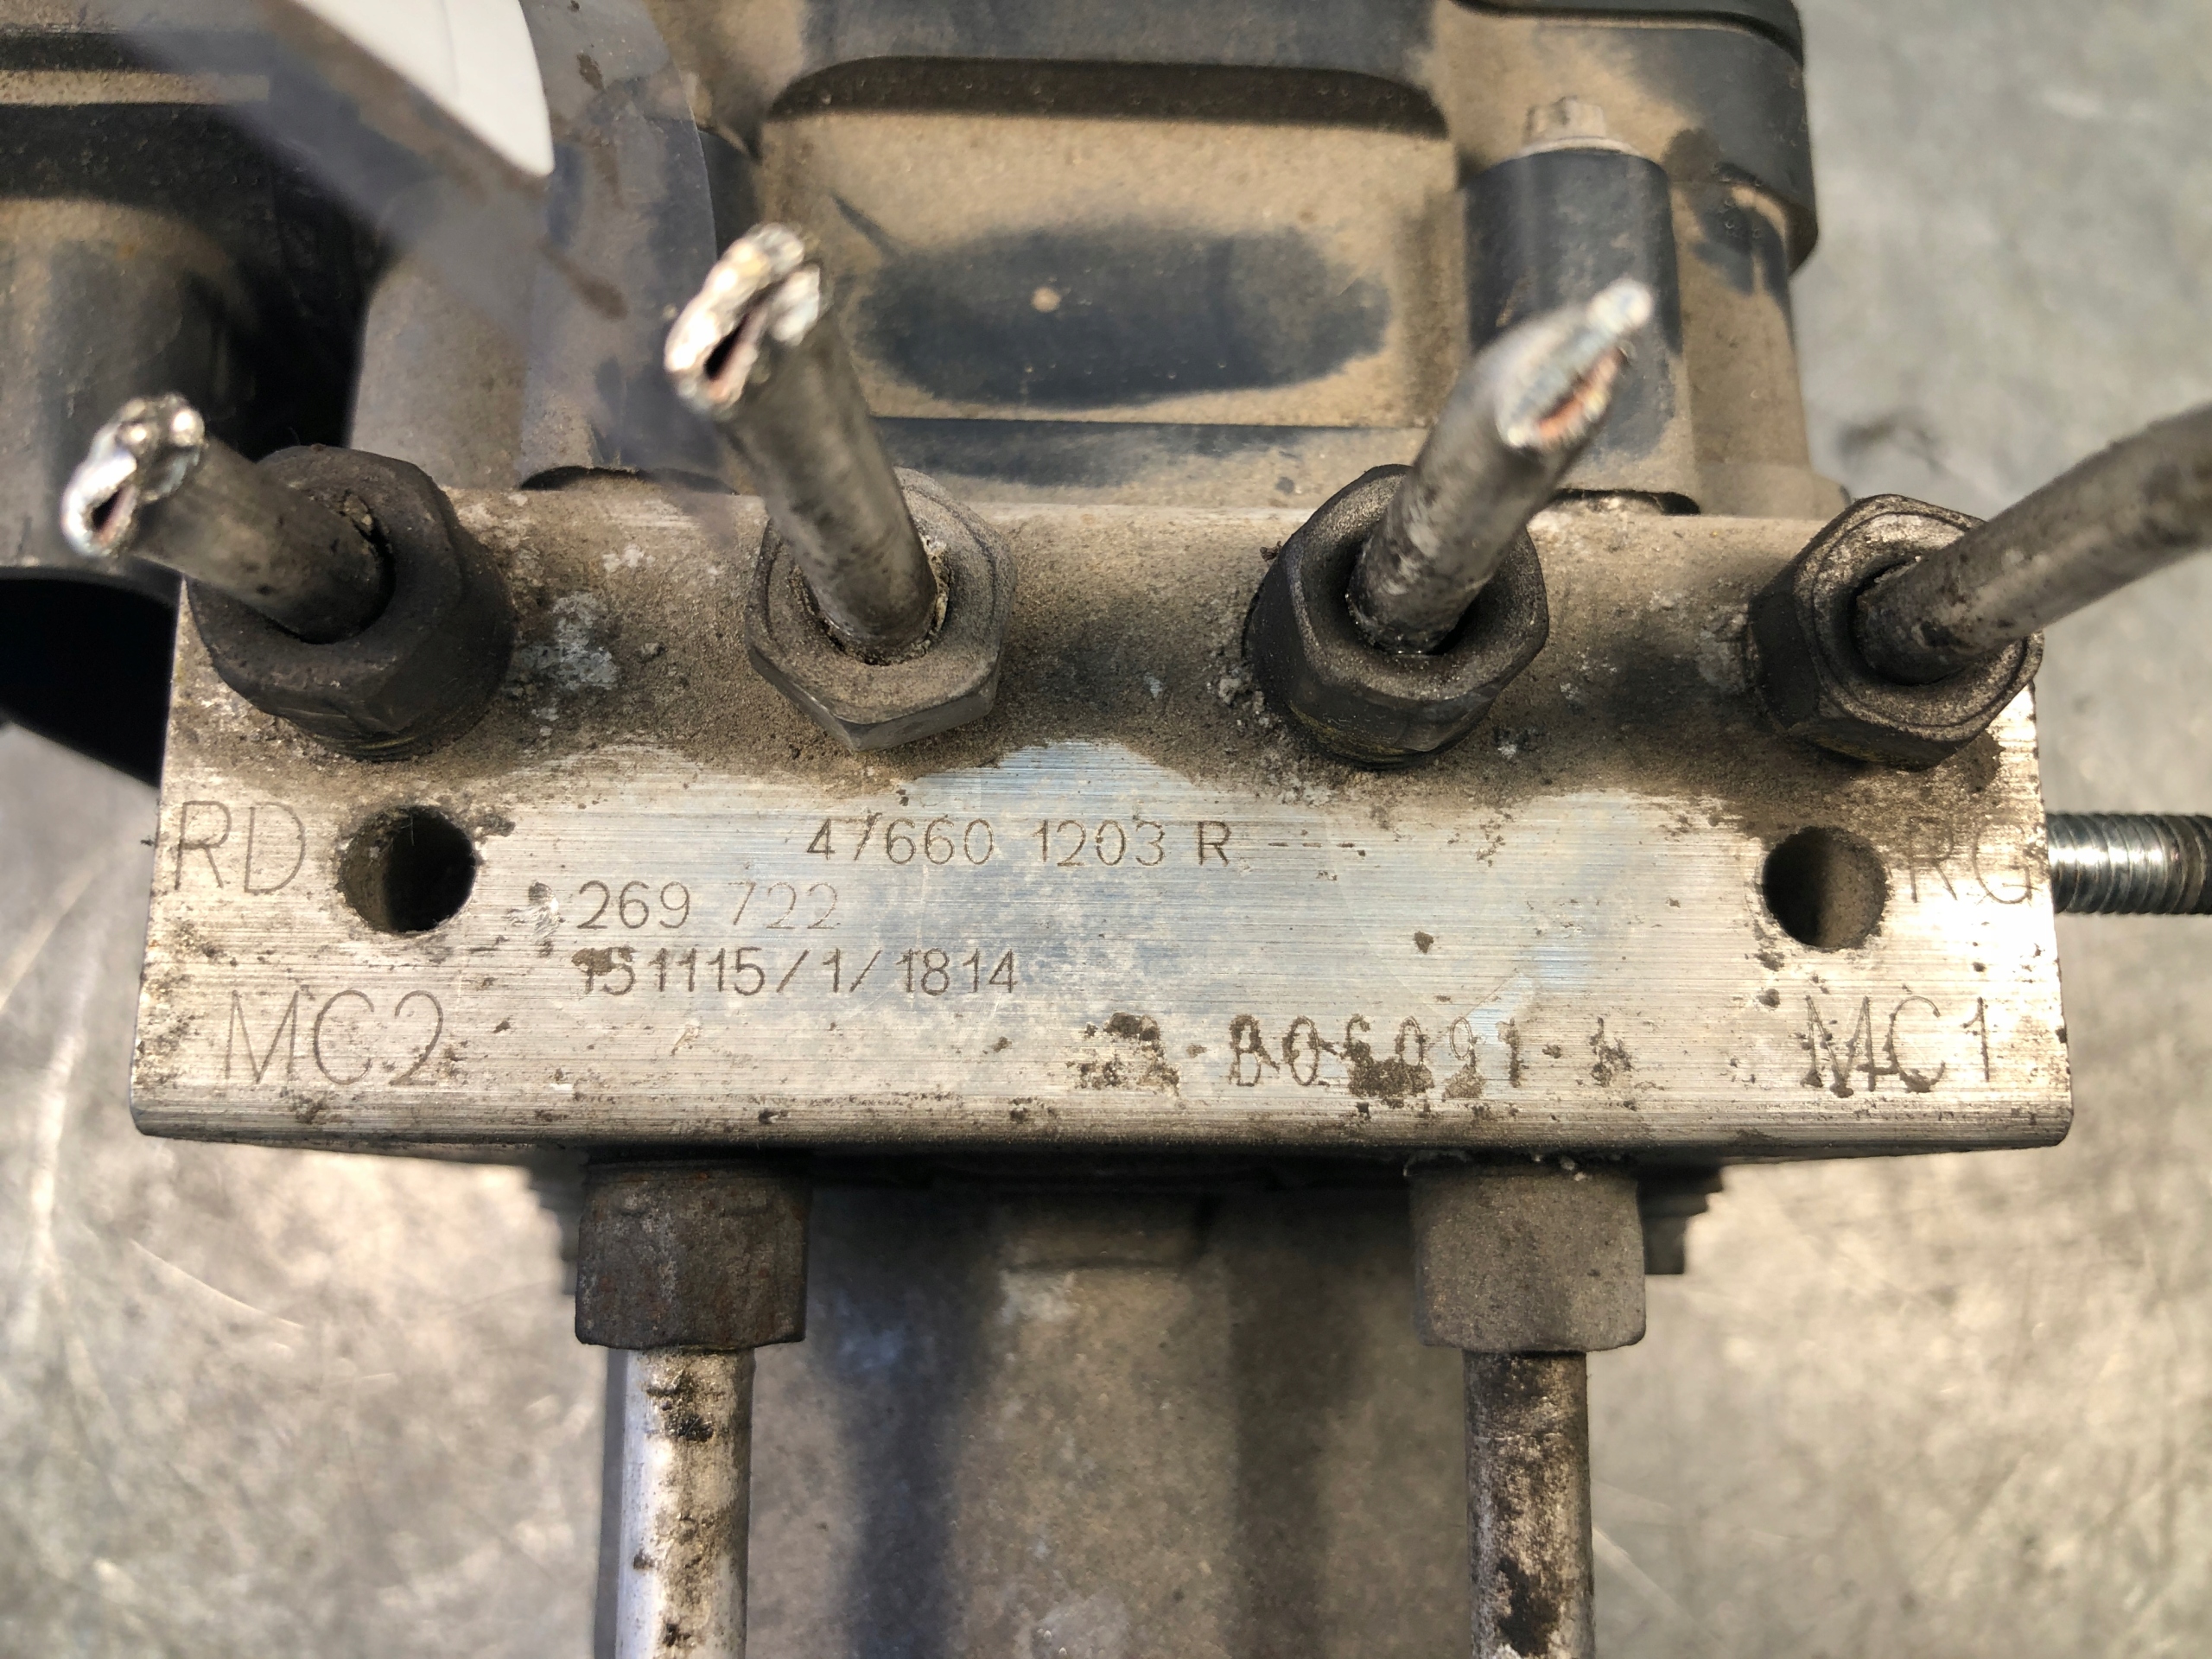 RD
47660 1203 R ---
RG
269 722
151115/1/1814
MC2
MC1